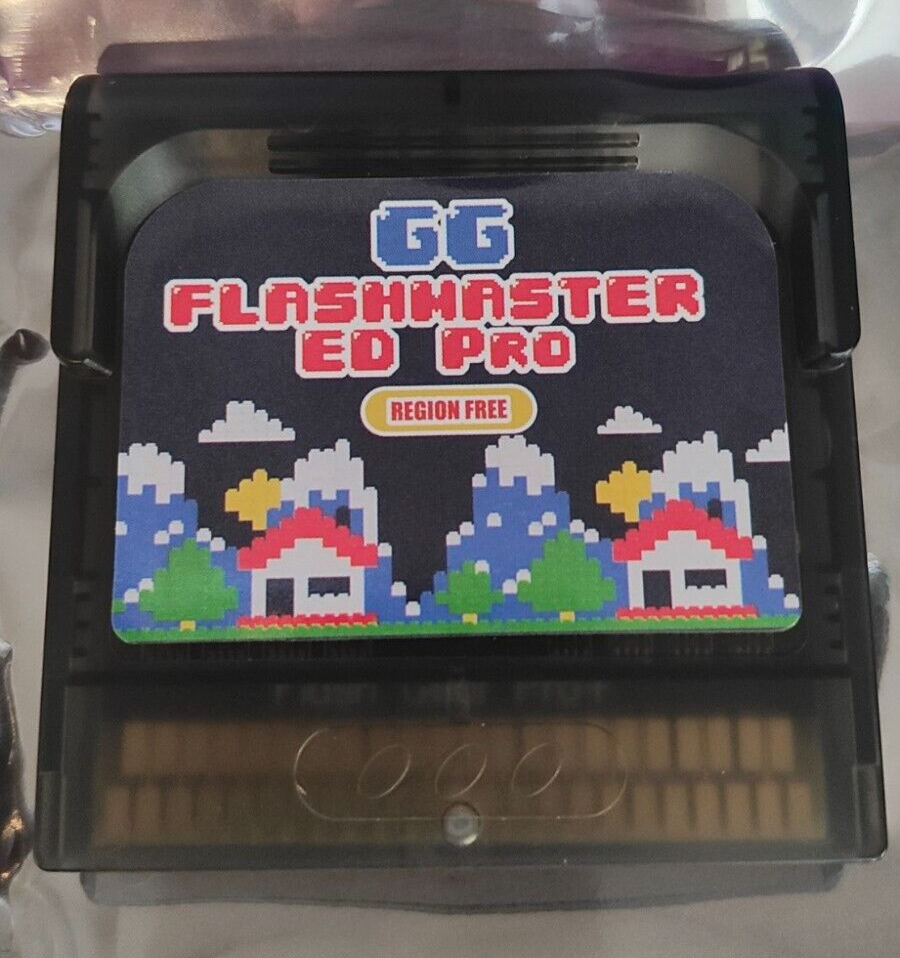 GG
FLASHMASTER
ED PRO
REGION FREE